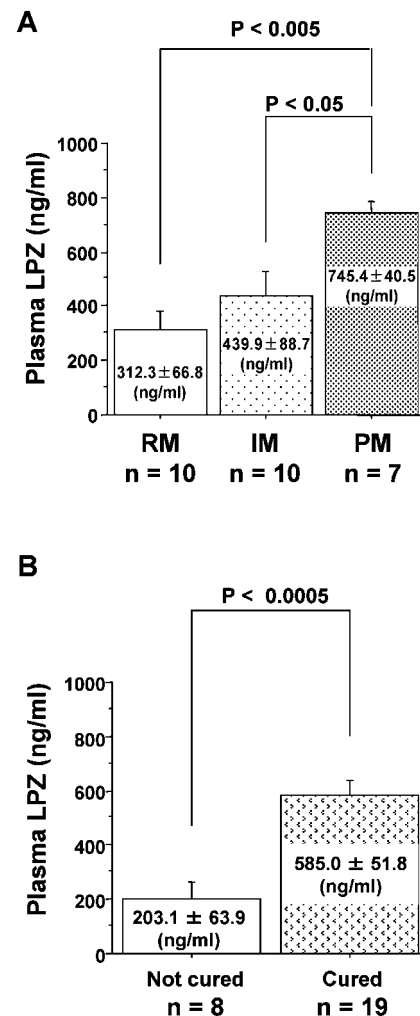 A
P < 0.005
P < 0.05
Plasma LPZ (ng/ml)
1000
800
600
400
200
0
312.3±66.8
(ng/ml)
439.9±88.7
(ng/ml)
745.4±40.5
(ng/ml)
RM IM PM
n = 10 n = 10 n = 7
B
P < 0.0005
Plasma LPZ (ng/ml)
1000
800
600
400
200
0
203.1 ± 63.9
(ng/ml)
585.0 ± 51.8
(ng/ml)
Not cured Cured
n = 8 n = 19